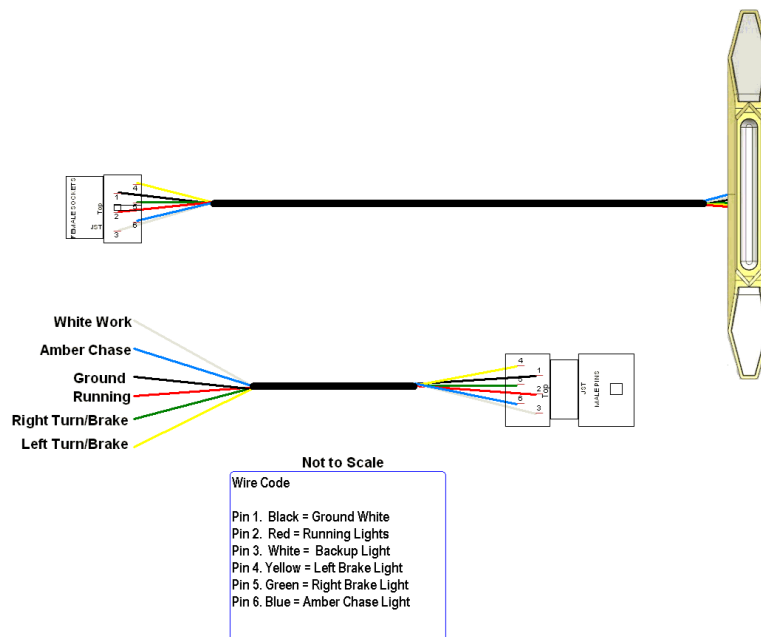 FEMALE SOCKETS
JST
Top
4
1
5
2
6
3
White Work
Amber Chase
Ground
Running
Right Turn/Brake
Left Turn/Brake
4
1
5
2
6
3
Top
JST
MALE PINS
Not to Scale
Wire Code
Pin 1. Black = Ground White
Pin 2. Red = Running Lights
Pin 3. White = Backup Light
Pin 4. Yellow = Left Brake Light
Pin 5. Green = Right Brake Light
Pin 6. Blue = Amber Chase Light